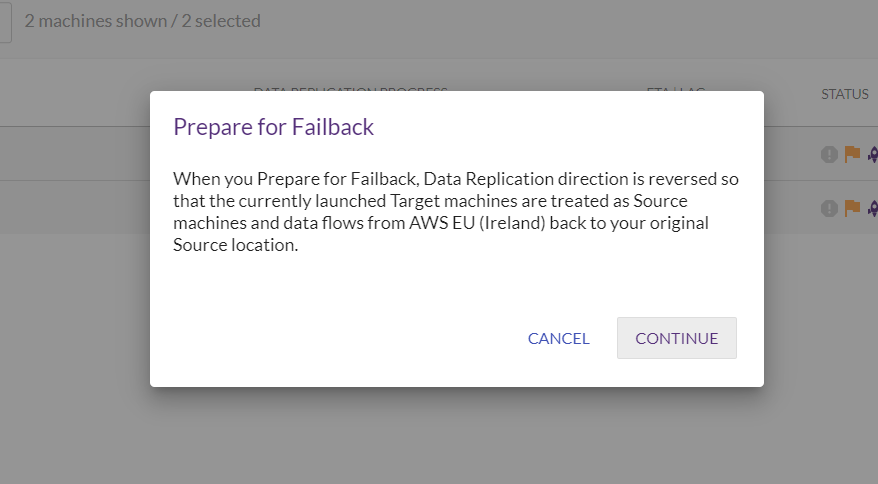 2 machines shown / 2 selected
DATA REPLICATION PROGRESS
ETA | LAG
STATUS
Prepare for Failback
When you Prepare for Failback, Data Replication direction is reversed so
that the currently launched Target machines are treated as Source
machines and data flows from AWS EU (Ireland) back to your original
Source location.
CANCEL
CONTINUE